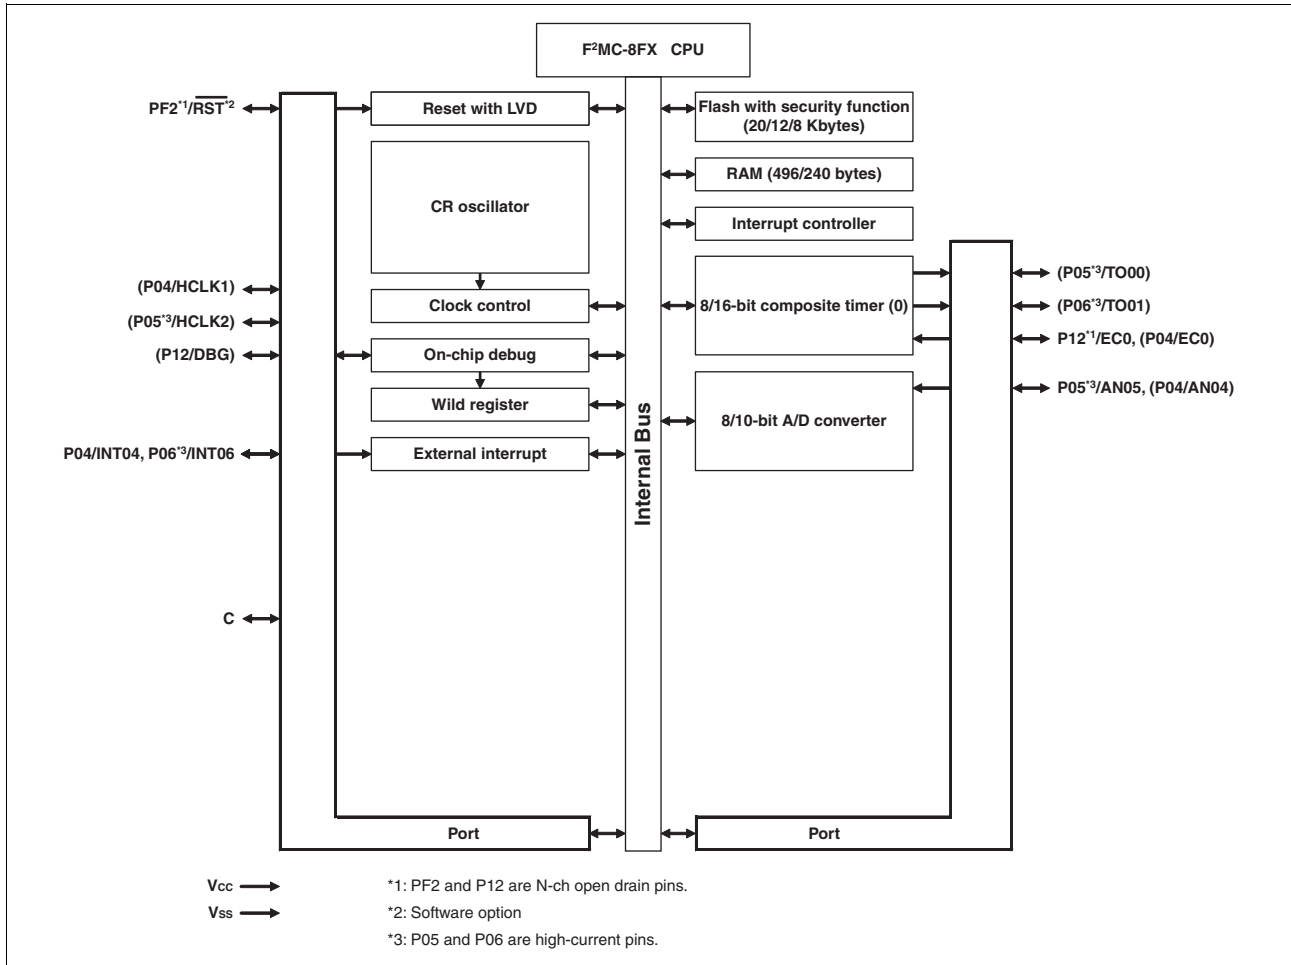 F²MC-8FX CPU
PF2*1/RST*2
Reset with LVD
Flash with security function
(20/12/8 Kbytes)
RAM (496/240 bytes)
CR oscillator
Interrupt controller
(P04/HCLK1)
Clock control
8/16-bit composite timer (0)
(P05*3/TO00)
(P05*3/HCLK2)
(P06*3/TO01)
(P12/DBG)
On-chip debug
P12*1/EC0, (P04/EC0)
Wild register
8/10-bit A/D converter
P05*3/AN05, (P04/AN04)
P04/INT04, P06*3/INT06
External interrupt
Internal Bus
C
Port
Port
Vcc
*1: PF2 and P12 are N-ch open drain pins.
Vss
*2: Software option
*3: P05 and P06 are high-current pins.